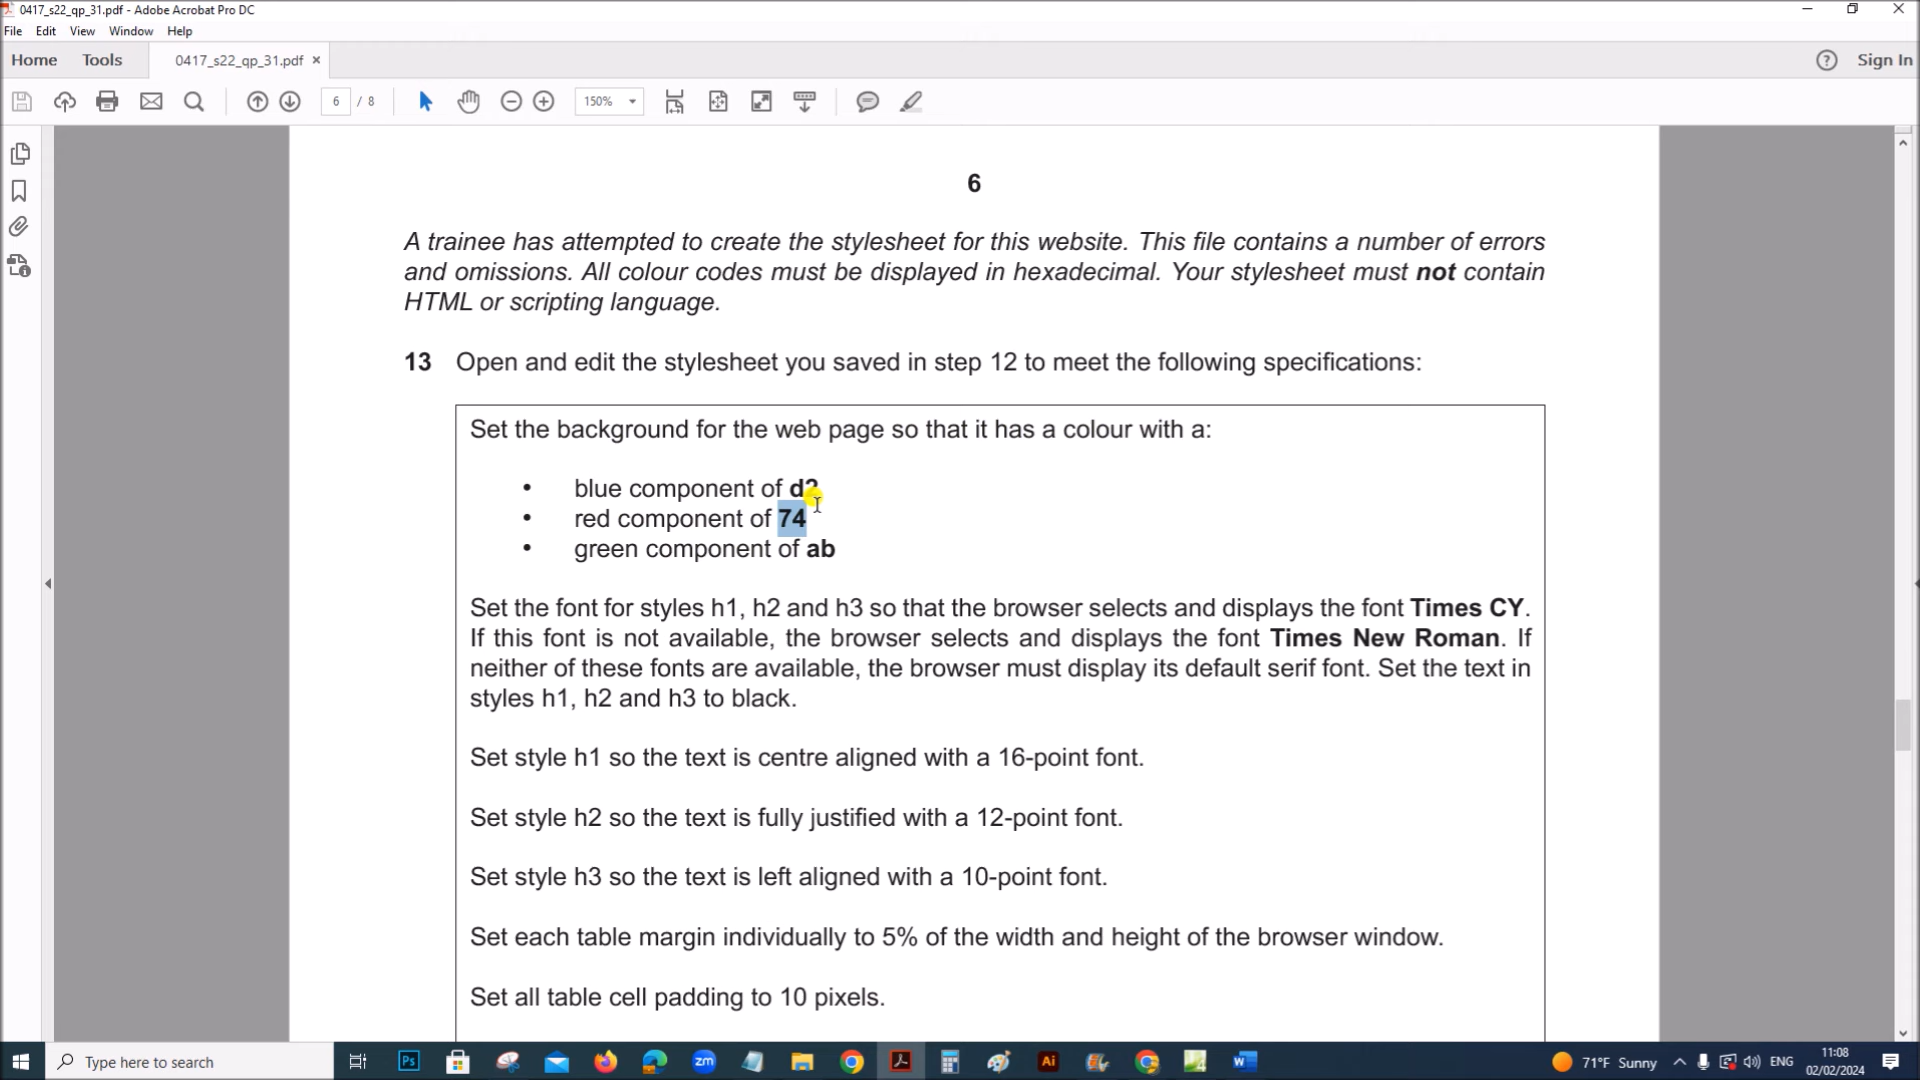 0417_s22_qp_31.pdf - Adobe Acrobat Pro DC
File Edit View Window Help
Home Tools 0417_s22_qp_31.pdf × ? Sign In
6 / 8 150%
6
A trainee has attempted to create the stylesheet for this website. This file contains a number of errors
and omissions. All colour codes must be displayed in hexadecimal. Your stylesheet must not contain
HTML or scripting language.
13 Open and edit the stylesheet you saved in step 12 to meet the following specifications:
Set the background for the web page so that it has a colour with a:
• blue component of d2
• red component of 74
• green component of ab
Set the font for styles h1, h2 and h3 so that the browser selects and displays the font Times CY.
If this font is not available, the browser selects and displays the font Times New Roman. If
neither of these fonts are available, the browser must display its default serif font. Set the text in
styles h1, h2 and h3 to black.
Set style h1 so the text is centre aligned with a 16-point font.
Set style h2 so the text is fully justified with a 12-point font.
Set style h3 so the text is left aligned with a 10-point font.
Set each table margin individually to 5% of the width and height of the browser window.
Set all table cell padding to 10 pixels.
Type here to search Ps zm Ai W 71°F Sunny ENG 11:08
02/02/2024